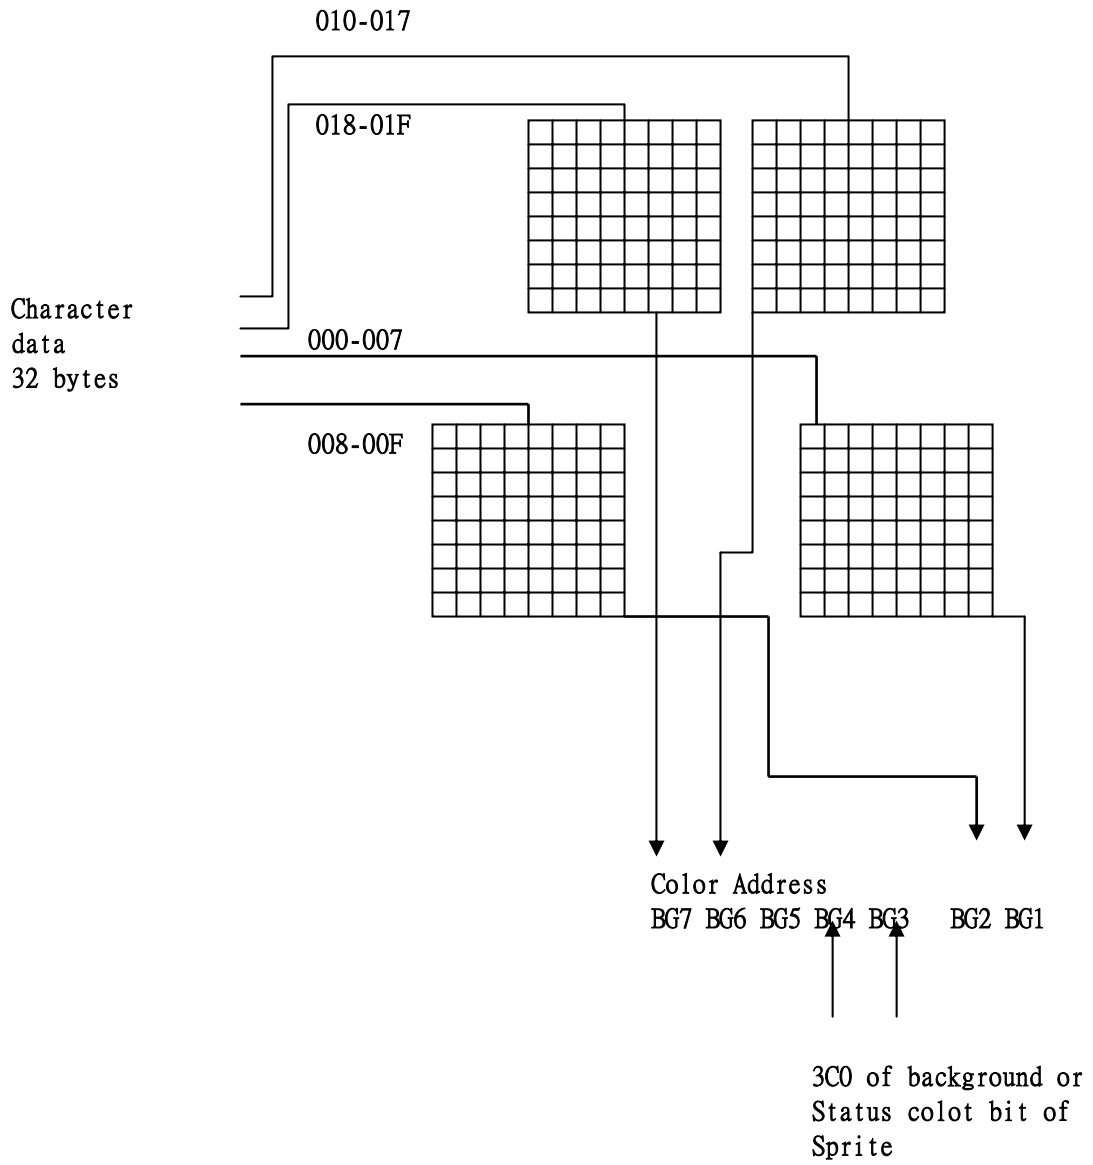 010-017
018-01F
Character
data
32 bytes
000-007
008-00F
Color Address
BG7 BG6 BG5 BG4 BG3 BG2 BG1
3C0 of background or
Status colot bit of
Sprite